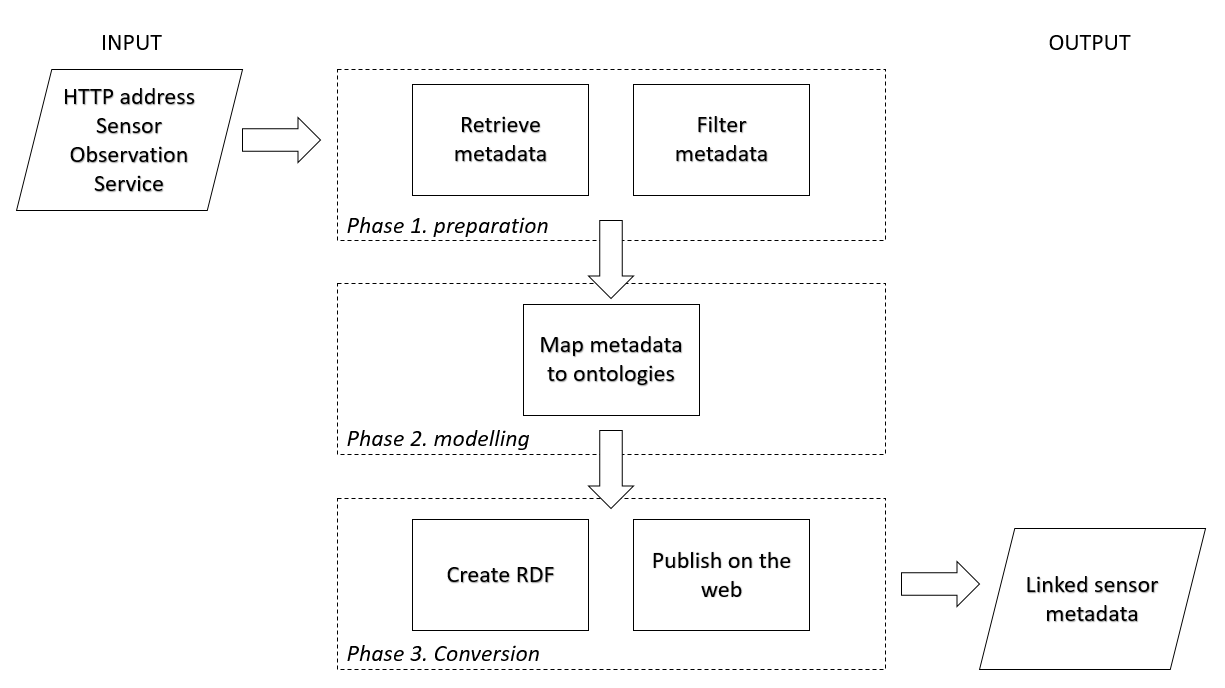 INPUT
OUTPUT
HTTP address
Sensor
Observation
Service
Retrieve
metadata
Filter
metadata
Phase 1. preparation
Map metadata
to ontologies
Phase 2. modelling
Create RDF
Publish on the
web
Phase 3. Conversion
Linked sensor
metadata